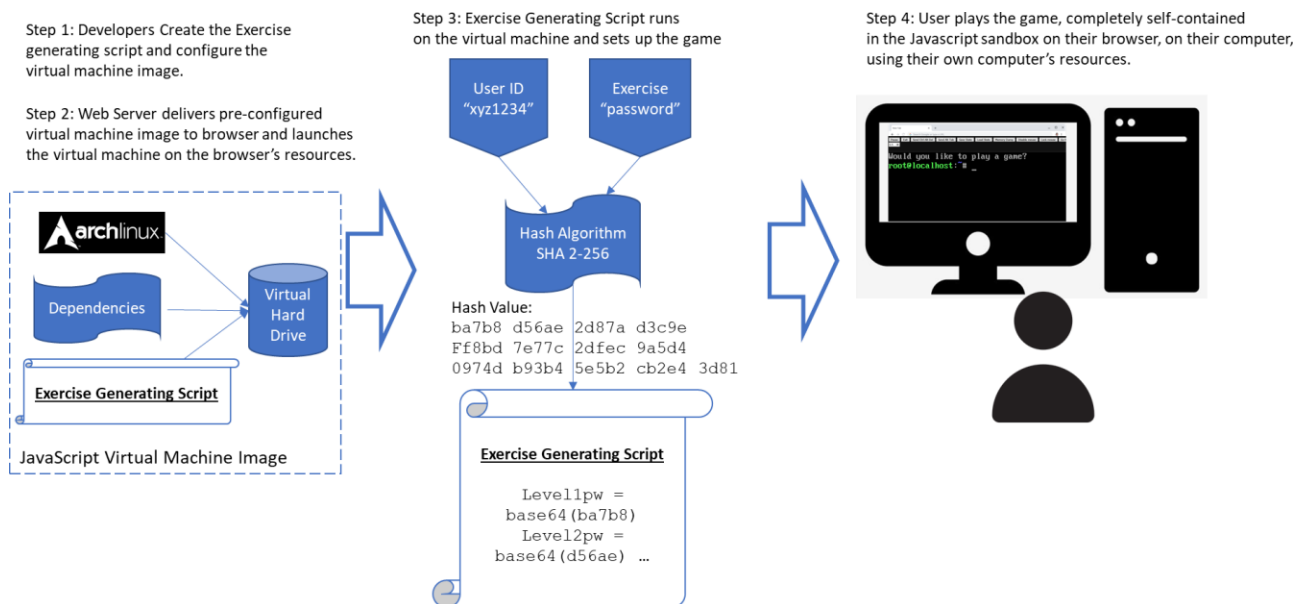 Step 1: Developers Create the Exercise
generating script and configure the
virtual machine image.
Step 2: Web Server delivers pre-configured
virtual machine image to browser and launches
the virtual machine on the browser's resources.
archlinux
Dependencies
Virtual
Hard
Drive
Exercise Generating Script
JavaScript Virtual Machine Image
Step 3: Exercise Generating Script runs
on the virtual machine and sets up the game
User ID
"xyz1234"
Exercise
"password"
Hash Algorithm
SHA 2-256
Hash Value:
ba7b8 d56ae 2d87a d3c9e
Ff8bd 7e77c 2dfec 9a5d4
0974d b93b4 5e5b2 cb2e4 3d81
Exercise Generating Script
Level1pw =
base64(ba7b8)
Level2pw =
base64(d56ae) ...
Step 4: User plays the game, completely self-contained
in the Javascript sandbox on their browser, on their computer,
using their own computer's resources.
Would you like to play a game?
root@localhost:~# _